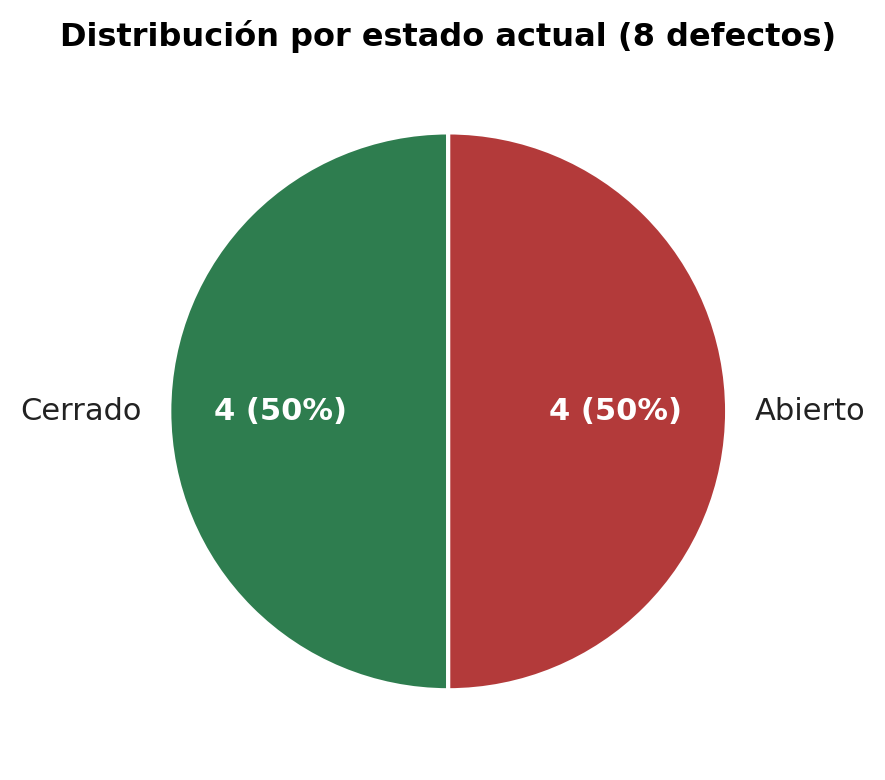 Distribución por estado actual (8 defectos)
Cerrado
4 (50%)
4 (50%)
Abierto